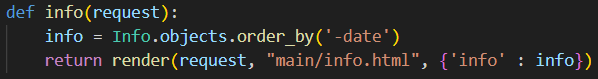 def info(request):
    info = Info.objects.order_by('-date')
    return render(request, "main/info.html", {'info' : info})